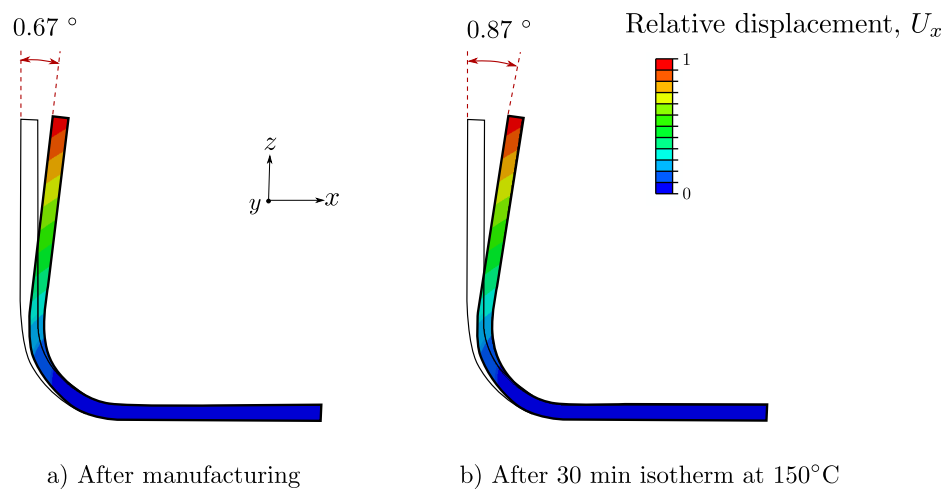 0.67 °
0.87 °
Relative displacement, Uₓ
1
0
z
y
x
a) After manufacturing
b) After 30 min isotherm at 150°C